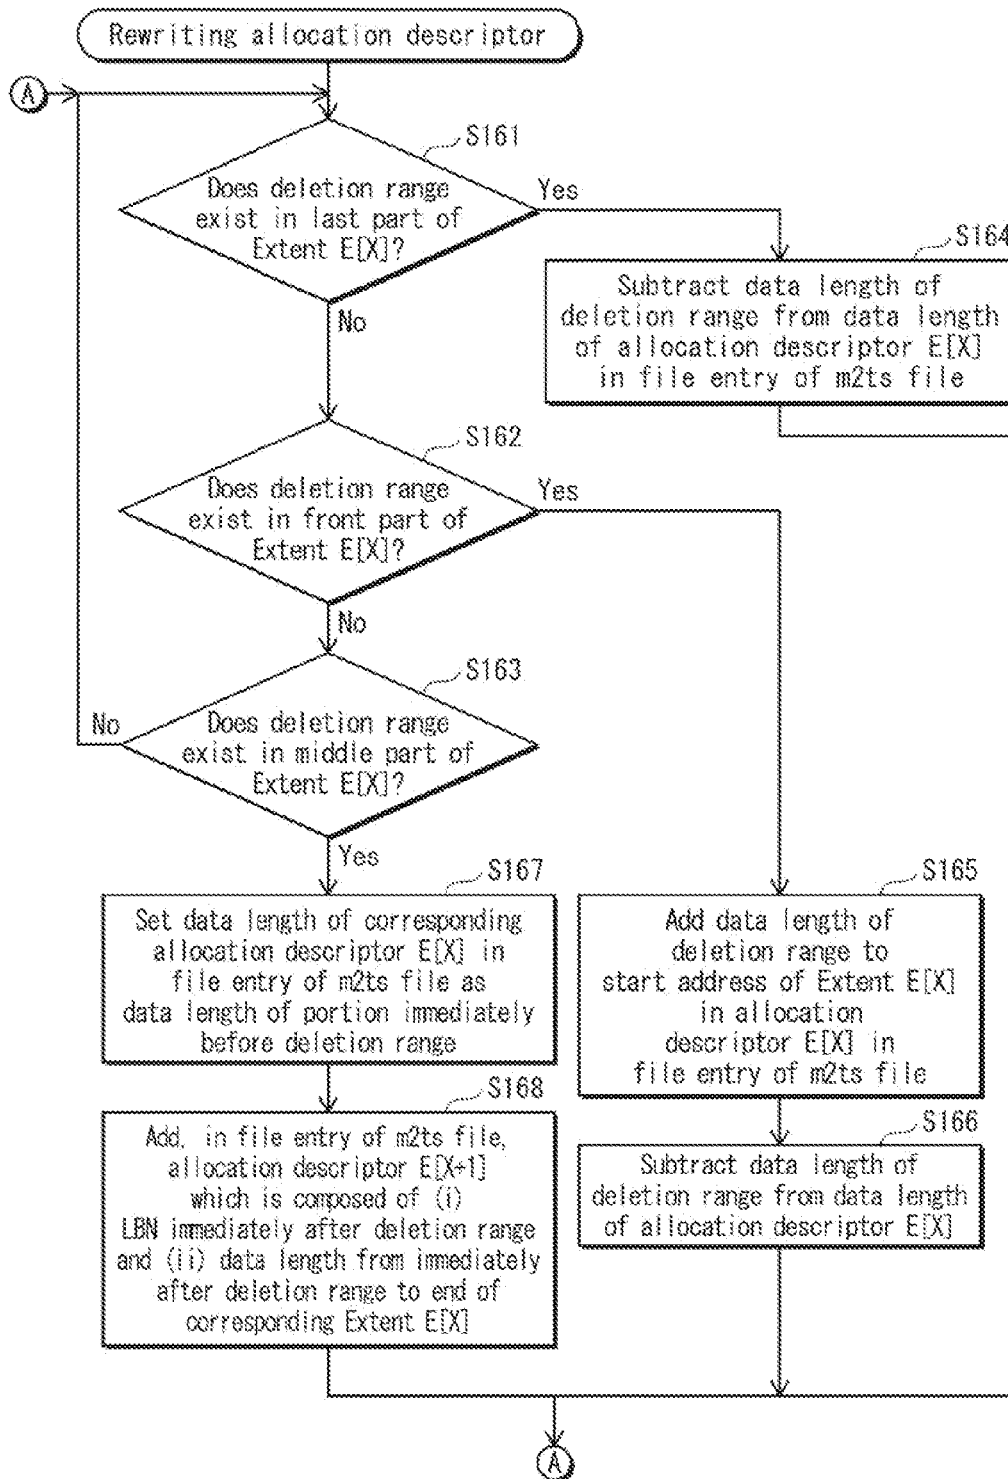 Rewriting allocation descriptor
A
S161
Does deletion range
exist in last part of
Extent E[X]?
Yes
No
S164
Subtract data length of
deletion range from data length
of allocation descriptor E[X]
in file entry of m2ts file
S162
Does deletion range
exist in front part of
Extent E[X]?
Yes
No
S163
Does deletion range
exist in middle part of
Extent E[X]?
No
Yes
S167
Set data length of corresponding
allocation descriptor E[X] in
file entry of m2ts file as
data length of portion immediately
before deletion range
S165
Add data length of
deletion range to
start address of Extent E[X]
in allocation
descriptor E[X] in
file entry of m2ts file
S168
Add, in file entry of m2ts file,
allocation descriptor E[X+1]
which is composed of (i)
LBN immediately after deletion range
and (ii) data length from immediately
after deletion range to end of
corresponding Extent E[X]
S166
Subtract data length of
deletion range from data length
of allocation descriptor E[X]
A